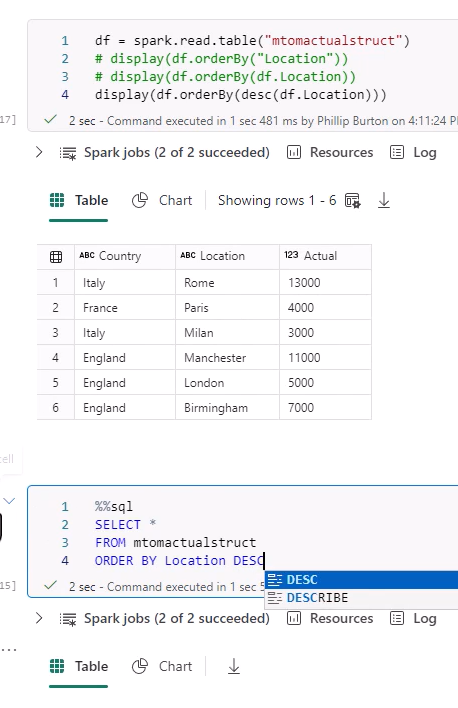 1 df = spark.read.table("mtomactualstruct")
2 # display(df.orderBy("Location"))
3 # display(df.orderBy(df.Location))
4 display(df.orderBy(desc(df.Location)))
17] 2 sec - Command executed in 1 sec 481 ms by Phillip Burton on 4:11:24 P
Spark jobs (2 of 2 succeeded) Resources Log
Table Chart Showing rows 1 - 6
ABC Country ABC Location 123 Actual
1 Italy Rome 13000
2 France Paris 4000
3 Italy Milan 3000
4 England Manchester 11000
5 England London 5000
6 England Birmingham 7000
cell
1 %%sql
2 SELECT *
3 FROM mtomactualstruct
4 ORDER BY Location DESC
DESC
15] 2 sec - Command executed in 1 sec 5
DESCRIBE
Spark jobs (2 of 2 succeeded) Resources Log
...
Table Chart